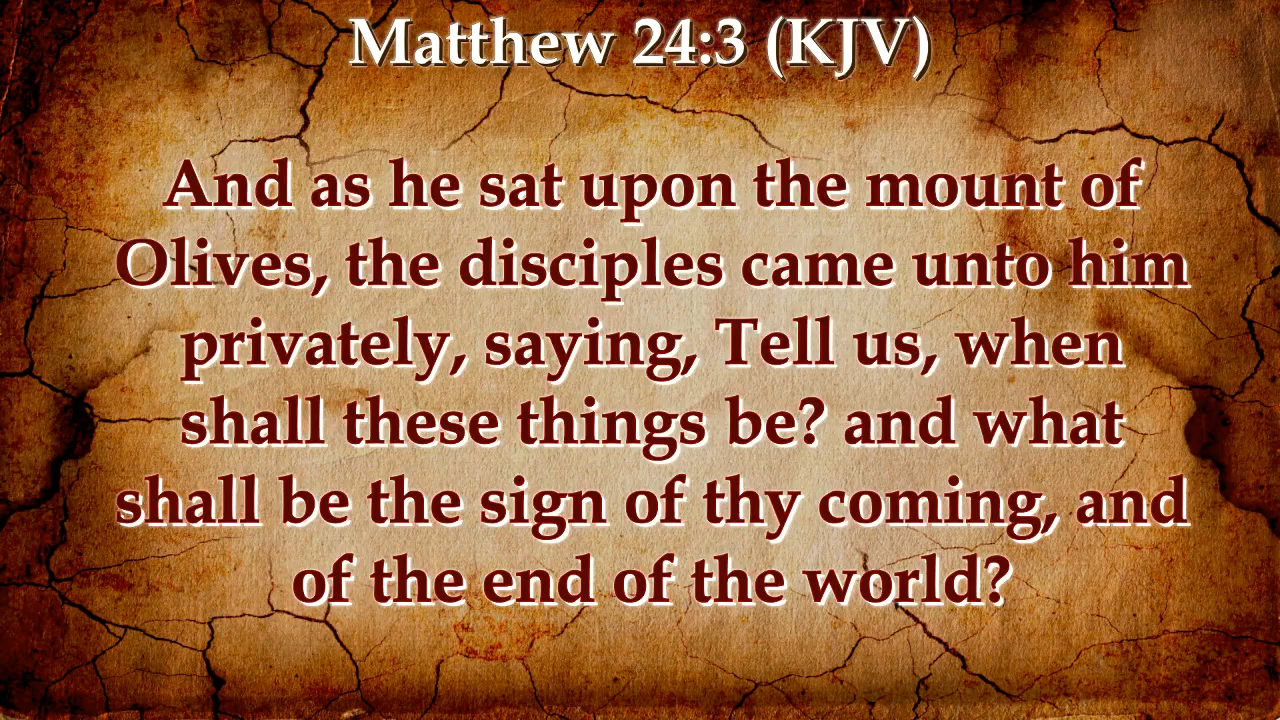 Matthew 24:3 (KJV)
And as he sat upon the mount of
Olives, the disciples came unto him
privately, saying, Tell us, when
shall these things be? and what
shall be the sign of thy coming, and
of the end of the world?